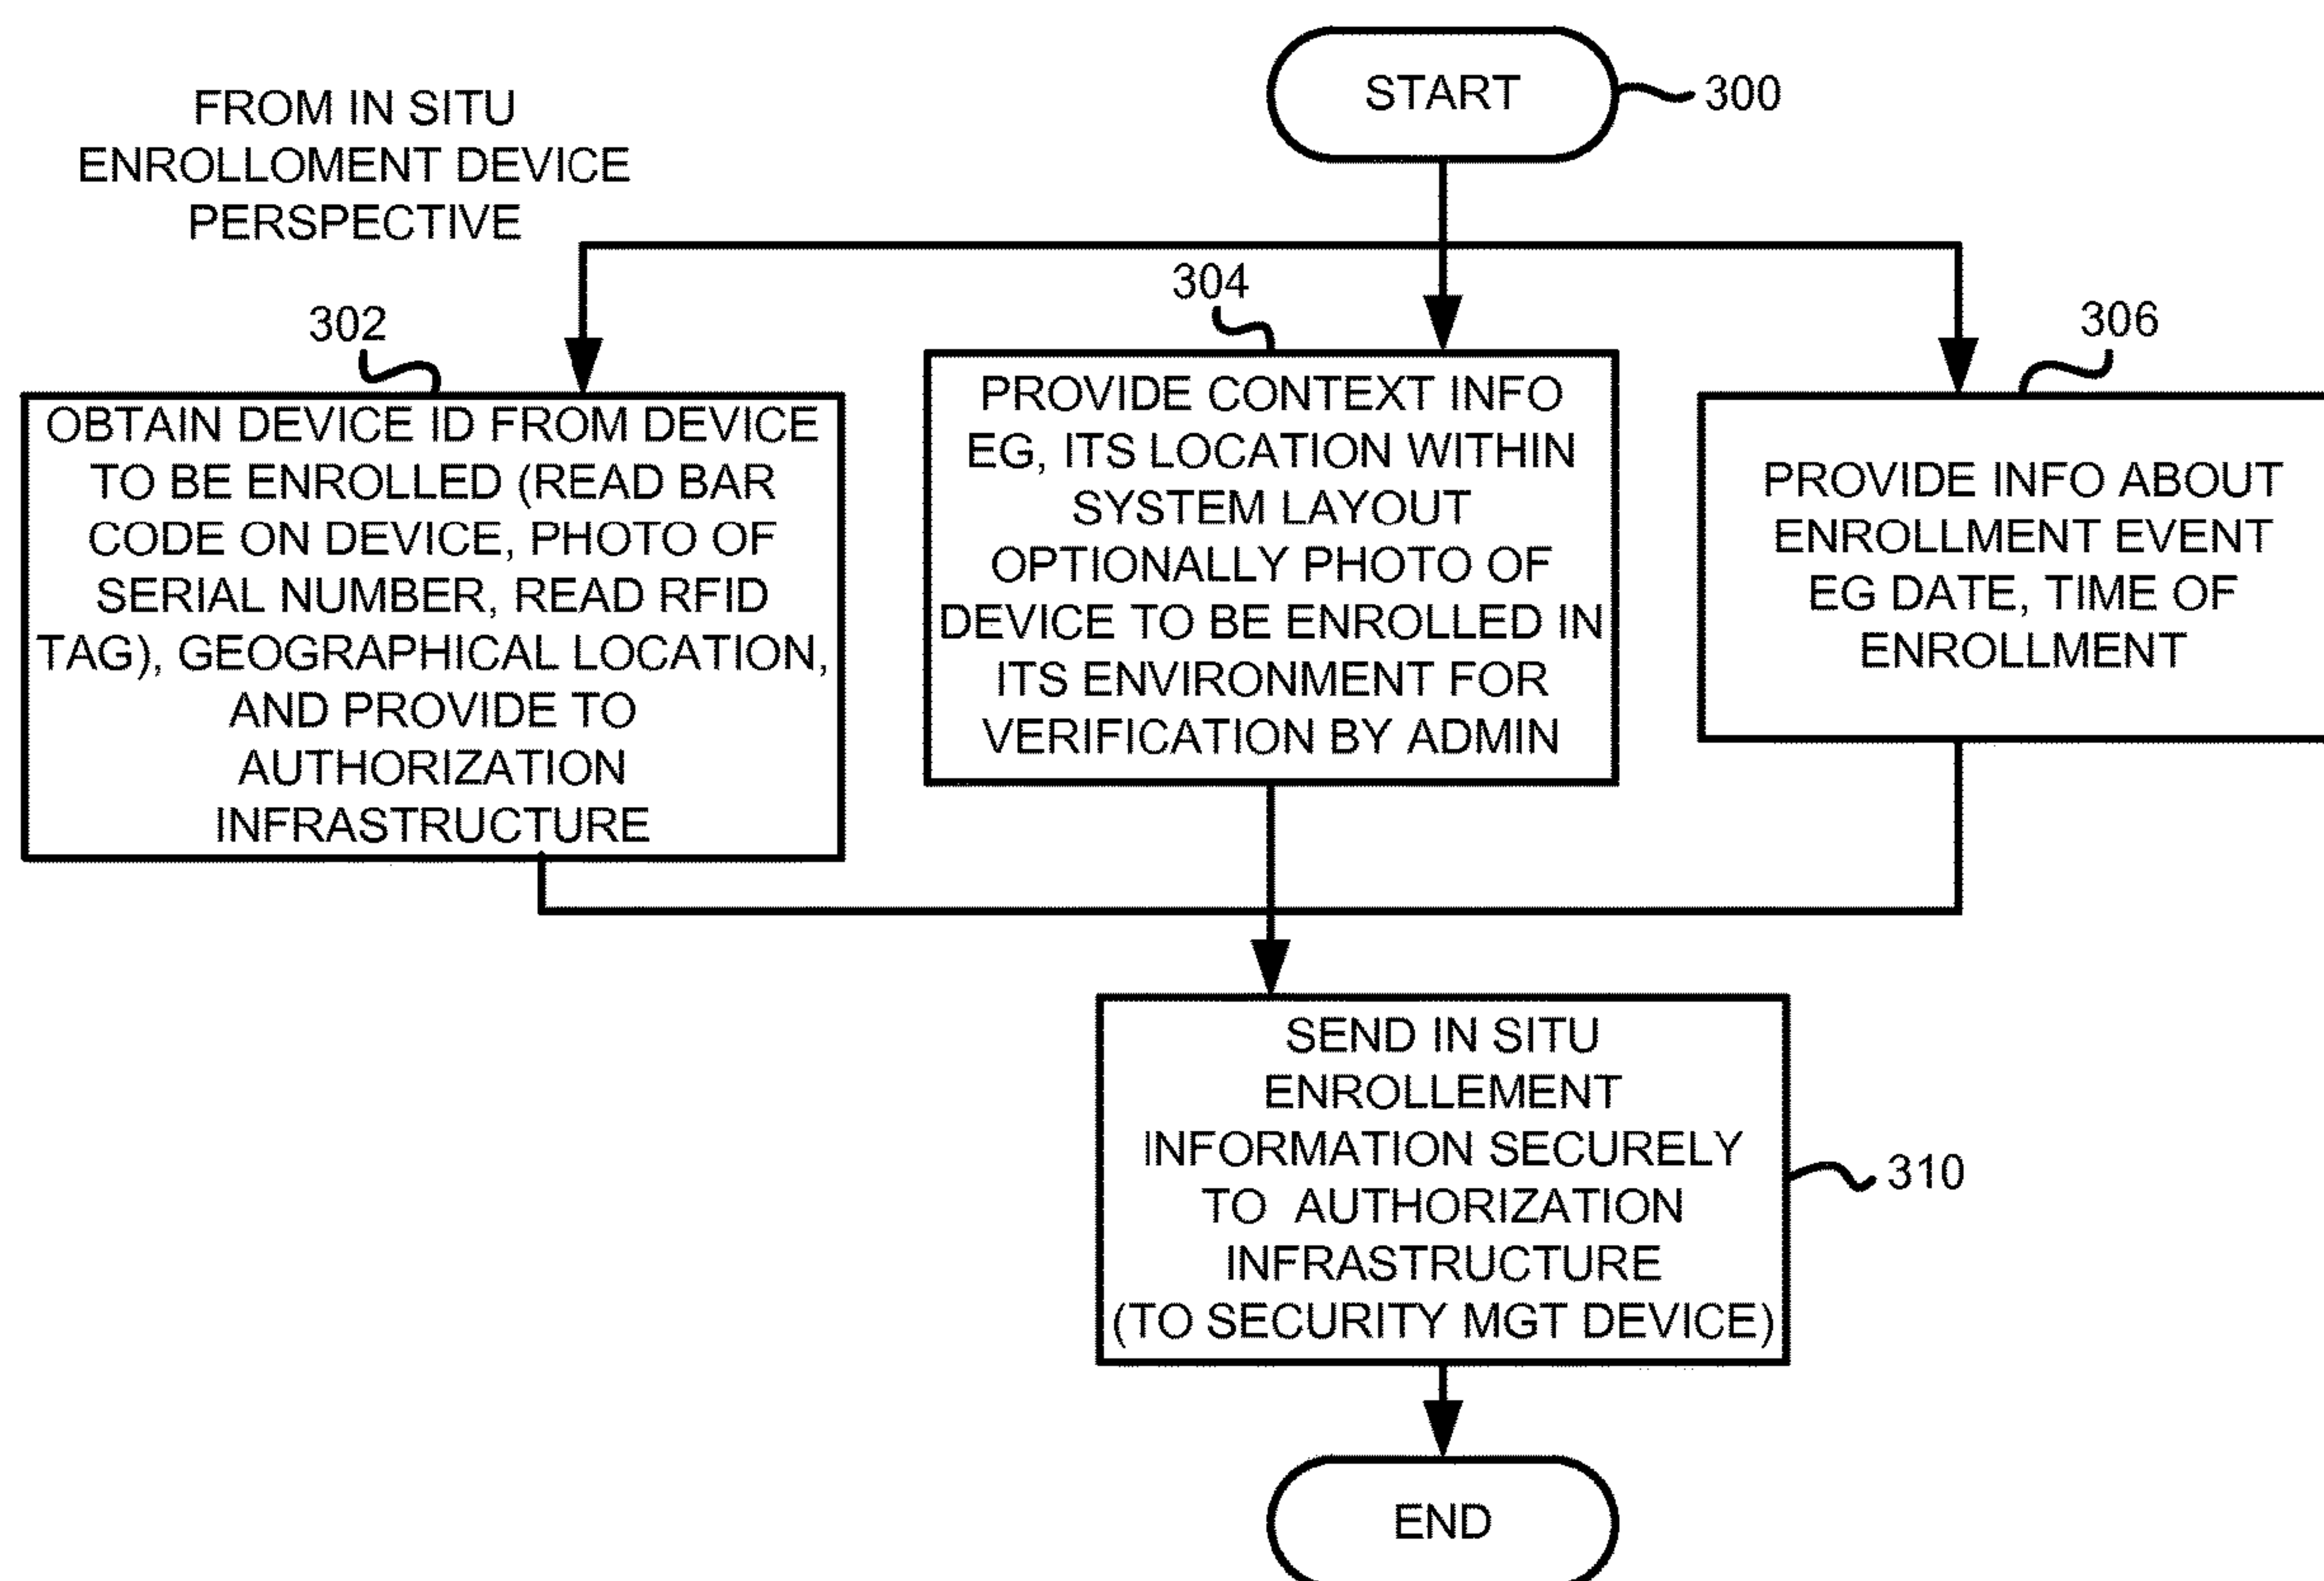 START
300
FROM IN SITU
ENROLLOMENT DEVICE
PERSPECTIVE
302
304
306
OBTAIN DEVICE ID FROM DEVICE
TO BE ENROLLED (READ BAR
CODE ON DEVICE, PHOTO OF
SERIAL NUMBER, READ RFID
TAG), GEOGRAPHICAL LOCATION,
AND PROVIDE TO
AUTHORIZATION
INFRASTRUCTURE
PROVIDE CONTEXT INFO
EG, ITS LOCATION WITHIN
SYSTEM LAYOUT
OPTIONALLY PHOTO OF
DEVICE TO BE ENROLLED IN
ITS ENVIRONMENT FOR
VERIFICATION BY ADMIN
PROVIDE INFO ABOUT
ENROLLMENT EVENT
EG DATE, TIME OF
ENROLLMENT
SEND IN SITU
ENROLLEMENT
INFORMATION SECURELY
TO AUTHORIZATION
INFRASTRUCTURE
(TO SECURITY MGT DEVICE)
310
END